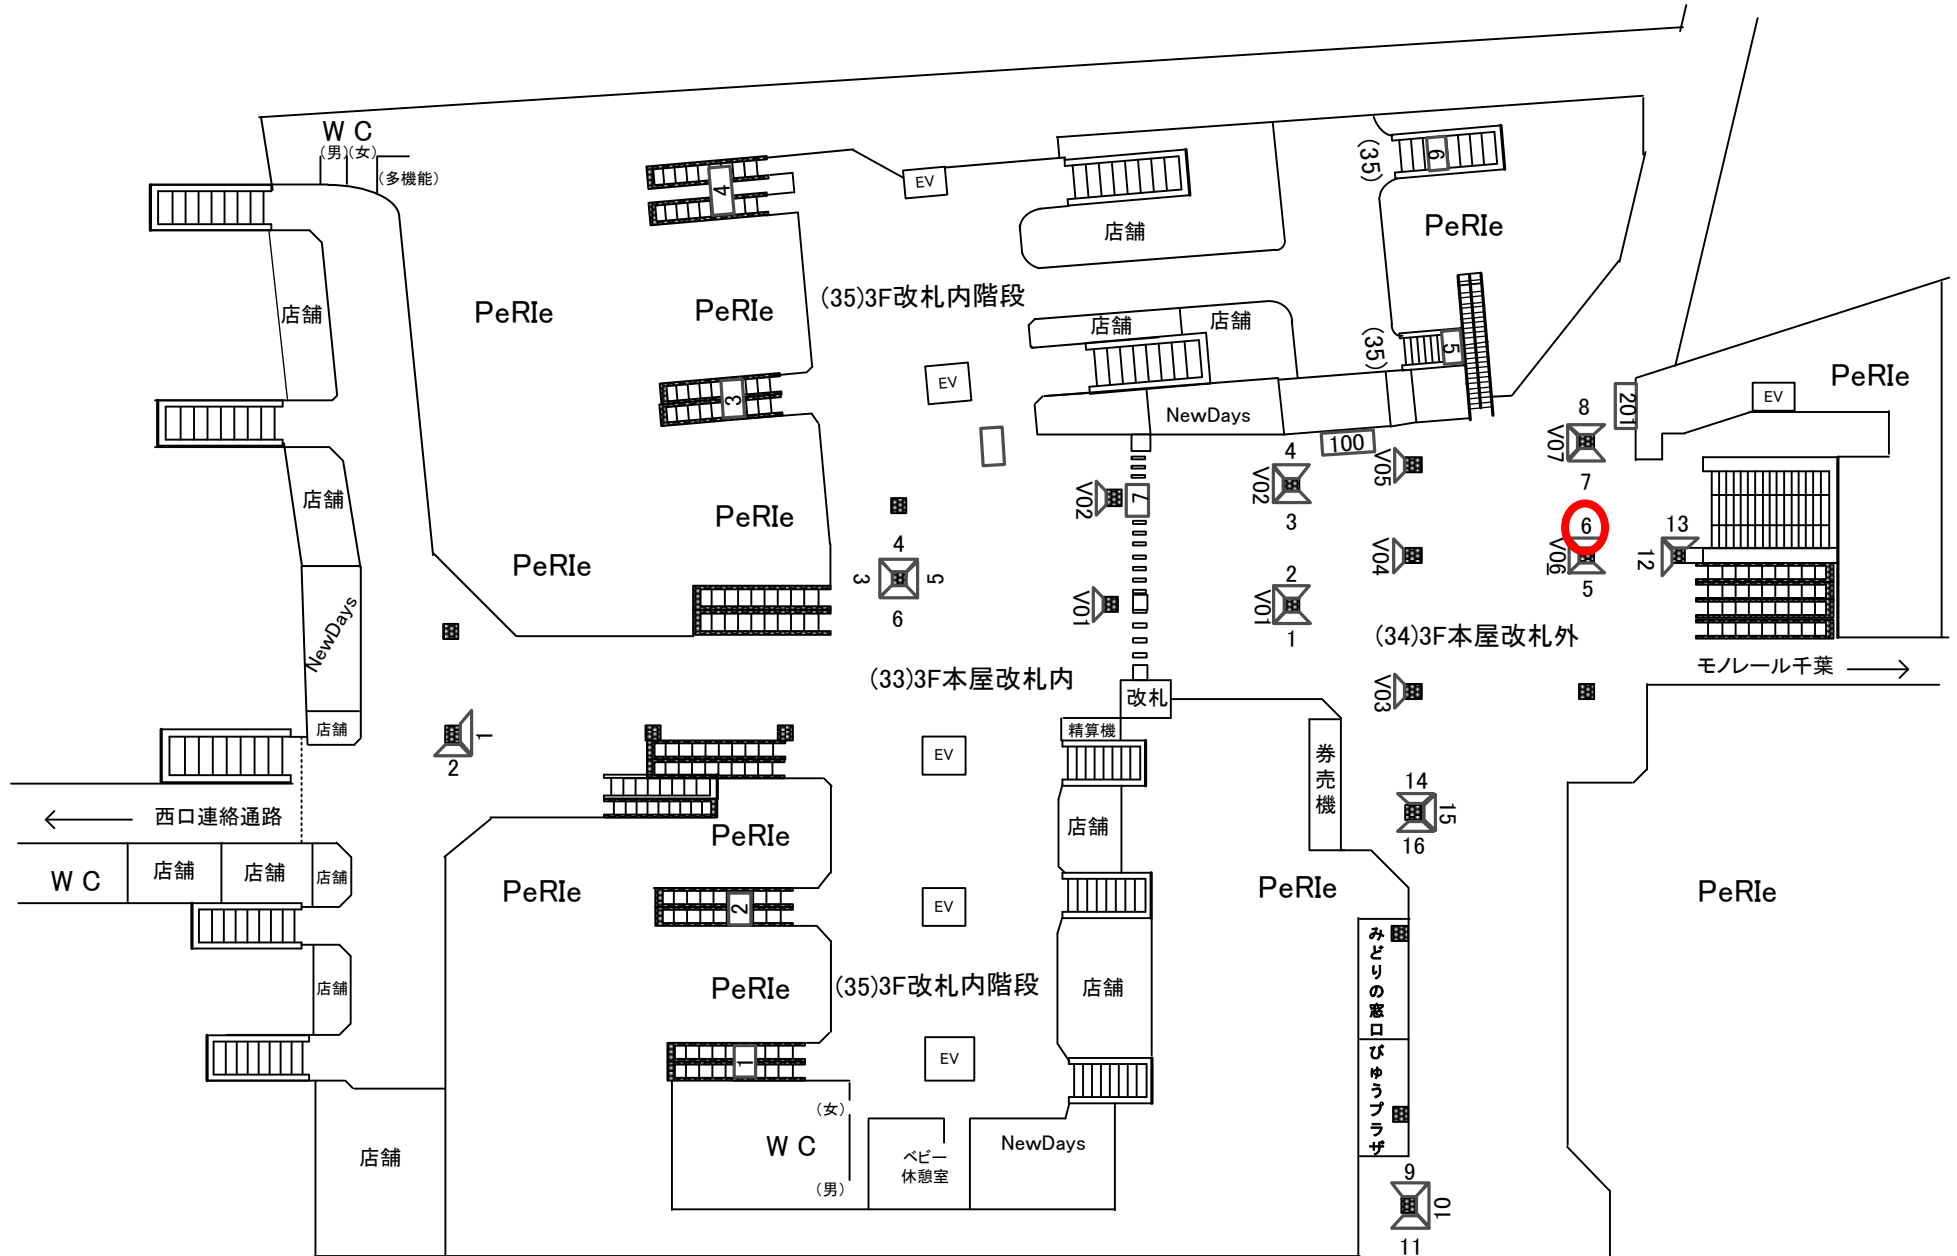 W C
(男)(女)
(多機能)
4
EV
店舗
(35)
6
PeRIe
店舗
PeRIe
PeRIe
(35)3F改札内階段
店舗
店舗
(35)
5
EV
3
NewDays
100
201
8
V07
7
EV
PeRIe
店舗
PeRIe
PeRIe
V02
7
4
V02
3
V05
6
V06
5
13
12
V04
4
3
5
6
V01
2
V01
1
(34)3F本屋改札外
NewDays
店舗
(33)3F本屋改札内
改札
精算機
V03
モノレール千葉
1
2
EV
券売機
14
15
16
西口連絡通路
PeRIe
店舗
W C
店舗
店舗
店舗
PeRIe
2
EV
PeRIe
PeRIe
みどりの窓口
店舗
PeRIe
(35)3F改札内階段
店舗
1
EV
びゅうプラザ
店舗
(女)
W C
(男)
ベビー
休憩室
NewDays
9
10
11